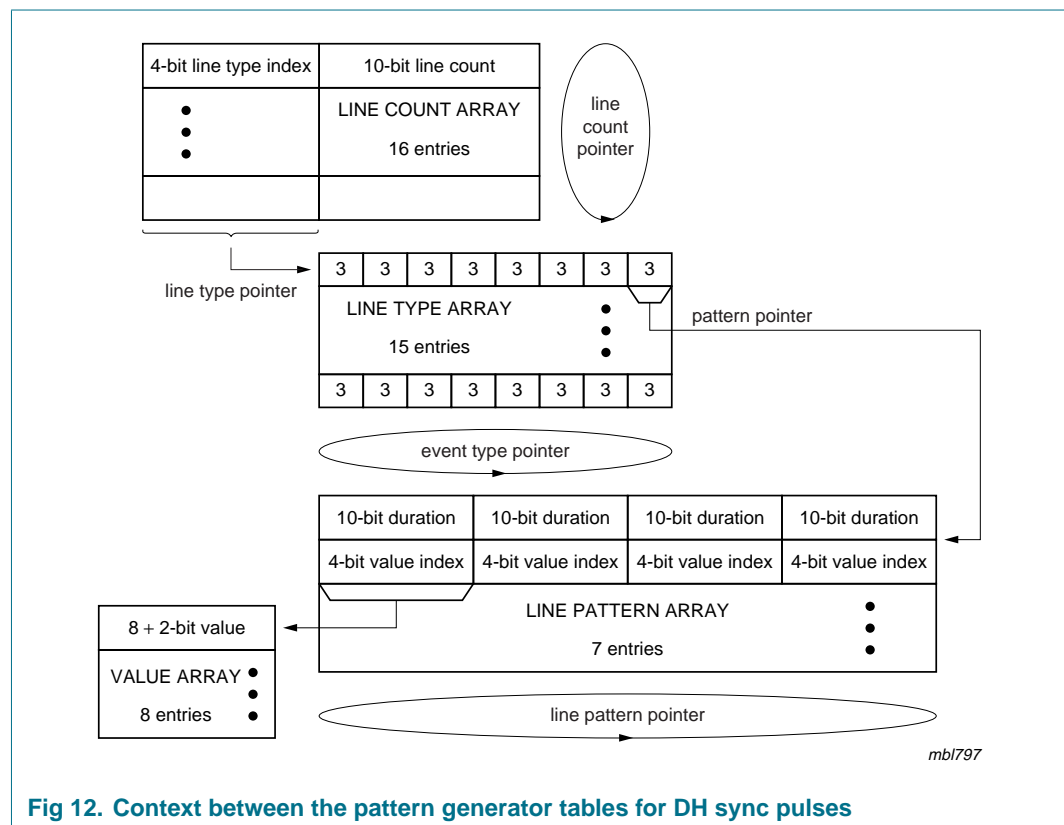 4-bit line type index 10-bit line count
LINE COUNT ARRAY
16 entries
line
count
pointer
line type pointer
3 3 3 3 3 3 3 3
LINE TYPE ARRAY
15 entries
pattern pointer
3 3 3 3 3 3 3 3
event type pointer
10-bit duration 10-bit duration 10-bit duration 10-bit duration
4-bit value index 4-bit value index 4-bit value index 4-bit value index
LINE PATTERN ARRAY
7 entries
8 + 2-bit value
VALUE ARRAY
8 entries
line pattern pointer
mbl797
Fig 12. Context between the pattern generator tables for DH sync pulses